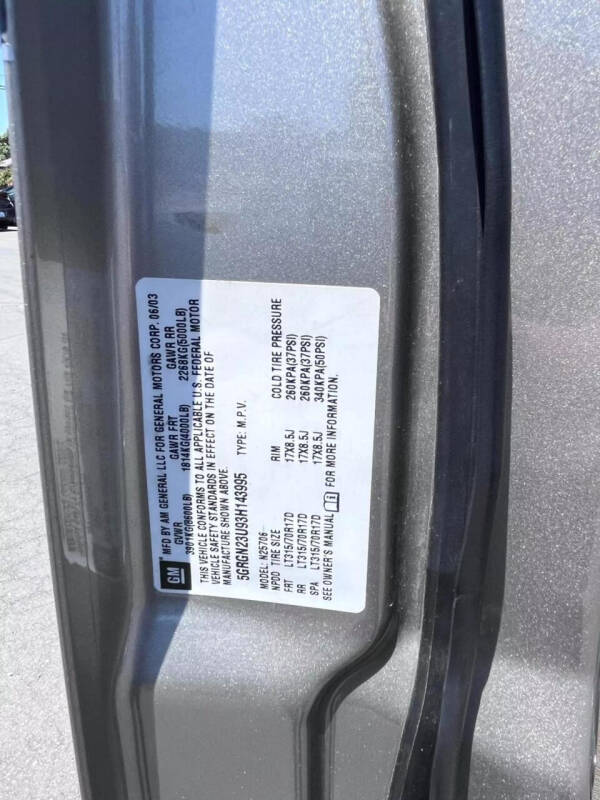 GM
* MFD BY AM GENERAL LLC FOR GENERAL MOTORS CORP. 06/03
GVWR GAWR FRT GAWR RR
3901KG(8600LB) 1814KG(4000LB) 2268KG(5000LB)
THIS VEHICLE CONFORMS TO ALL APPLICABLE U.S. FEDERAL MOTOR
VEHICLE SAFETY STANDARDS IN EFFECT ON THE DATE OF
MANUFACTURE SHOWN ABOVE.
5GRGN23U93H143995 TYPE: M.P.V.
MODEL: N25706
NPDD TIRE SIZE RIM COLD TIRE PRESSURE
FRT LT315/70R17D 17X8.5J 260KPA(37PSI)
RR LT315/70R17D 17X8.5J 260KPA(37PSI)
SPA LT315/70R17D 17X8.5J 340KPA(50PSI)
SEE OWNER'S MANUAL FOR MORE INFORMATION.